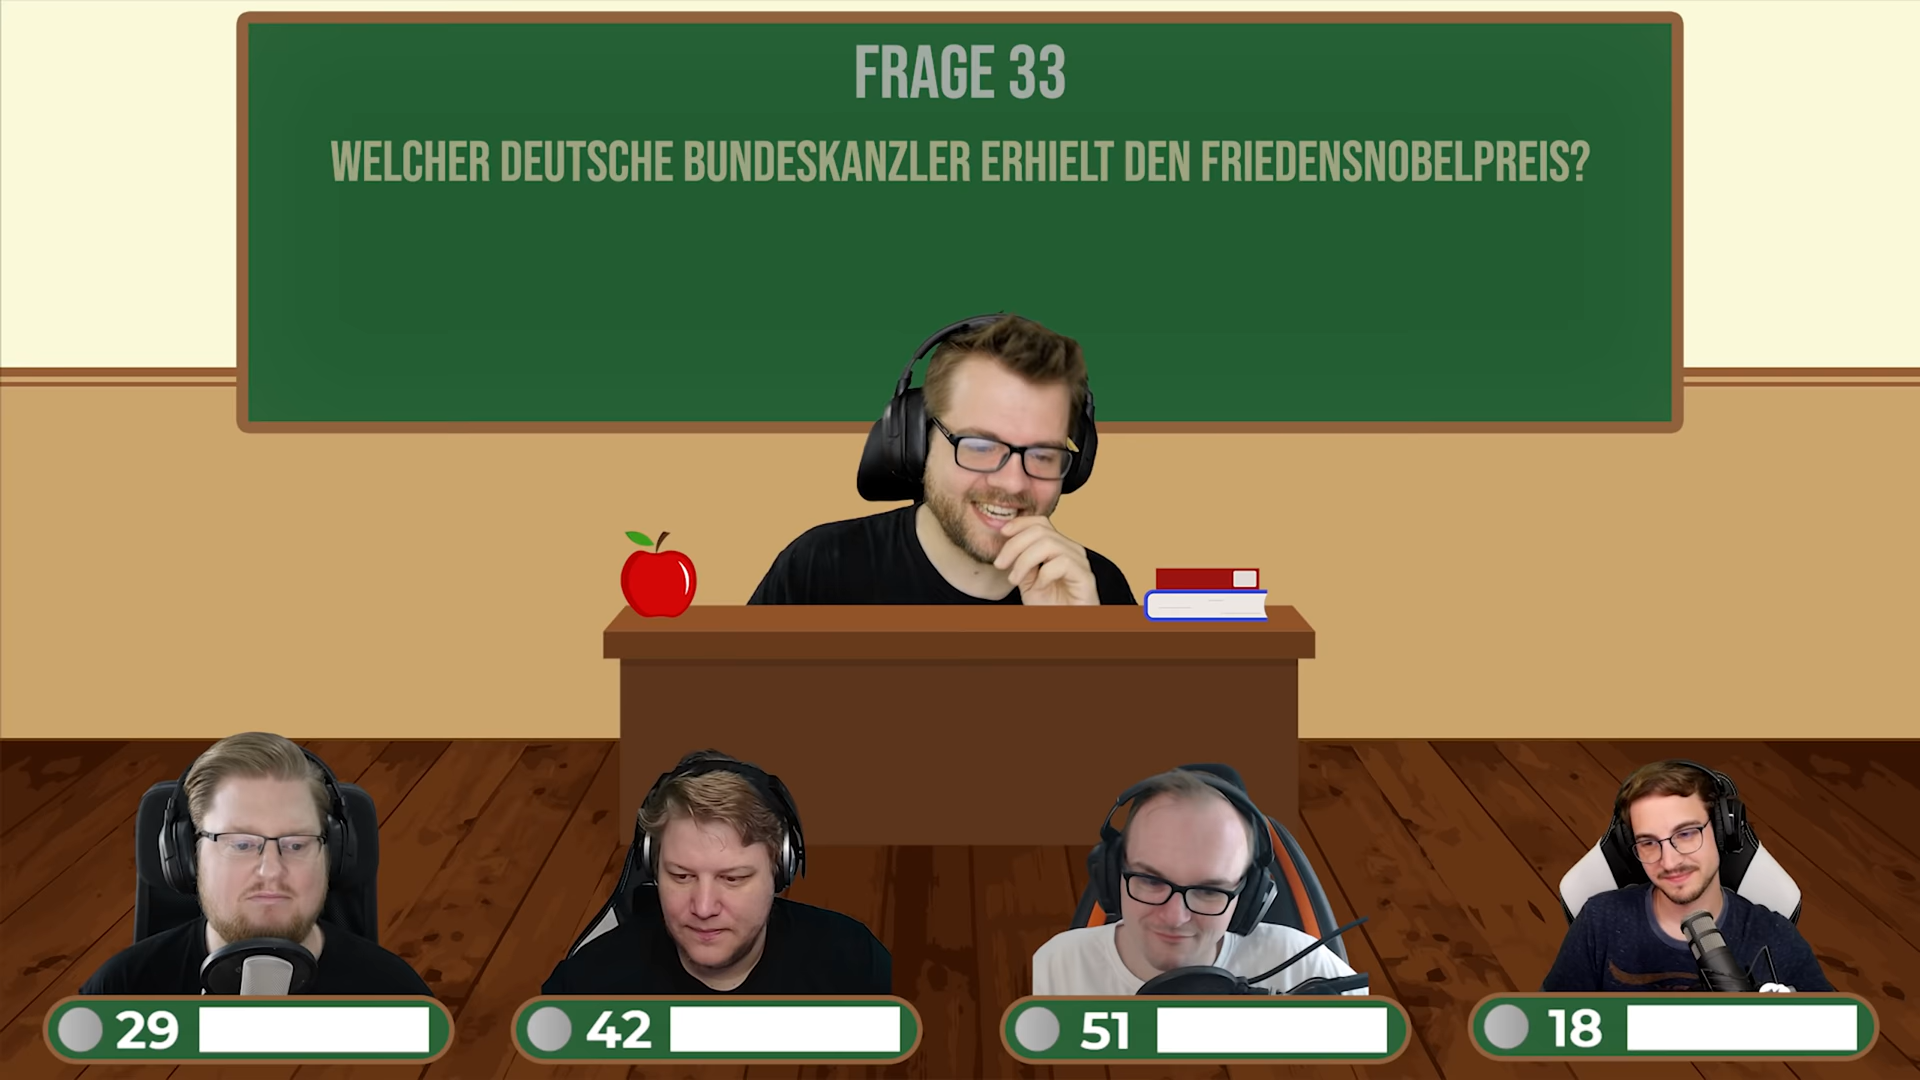 FRAGE 33
WELCHER DEUTSCHE BUNDESKANZLER ERHIELT DEN FRIEDENSNOBELPREIS?
29
42
51
18